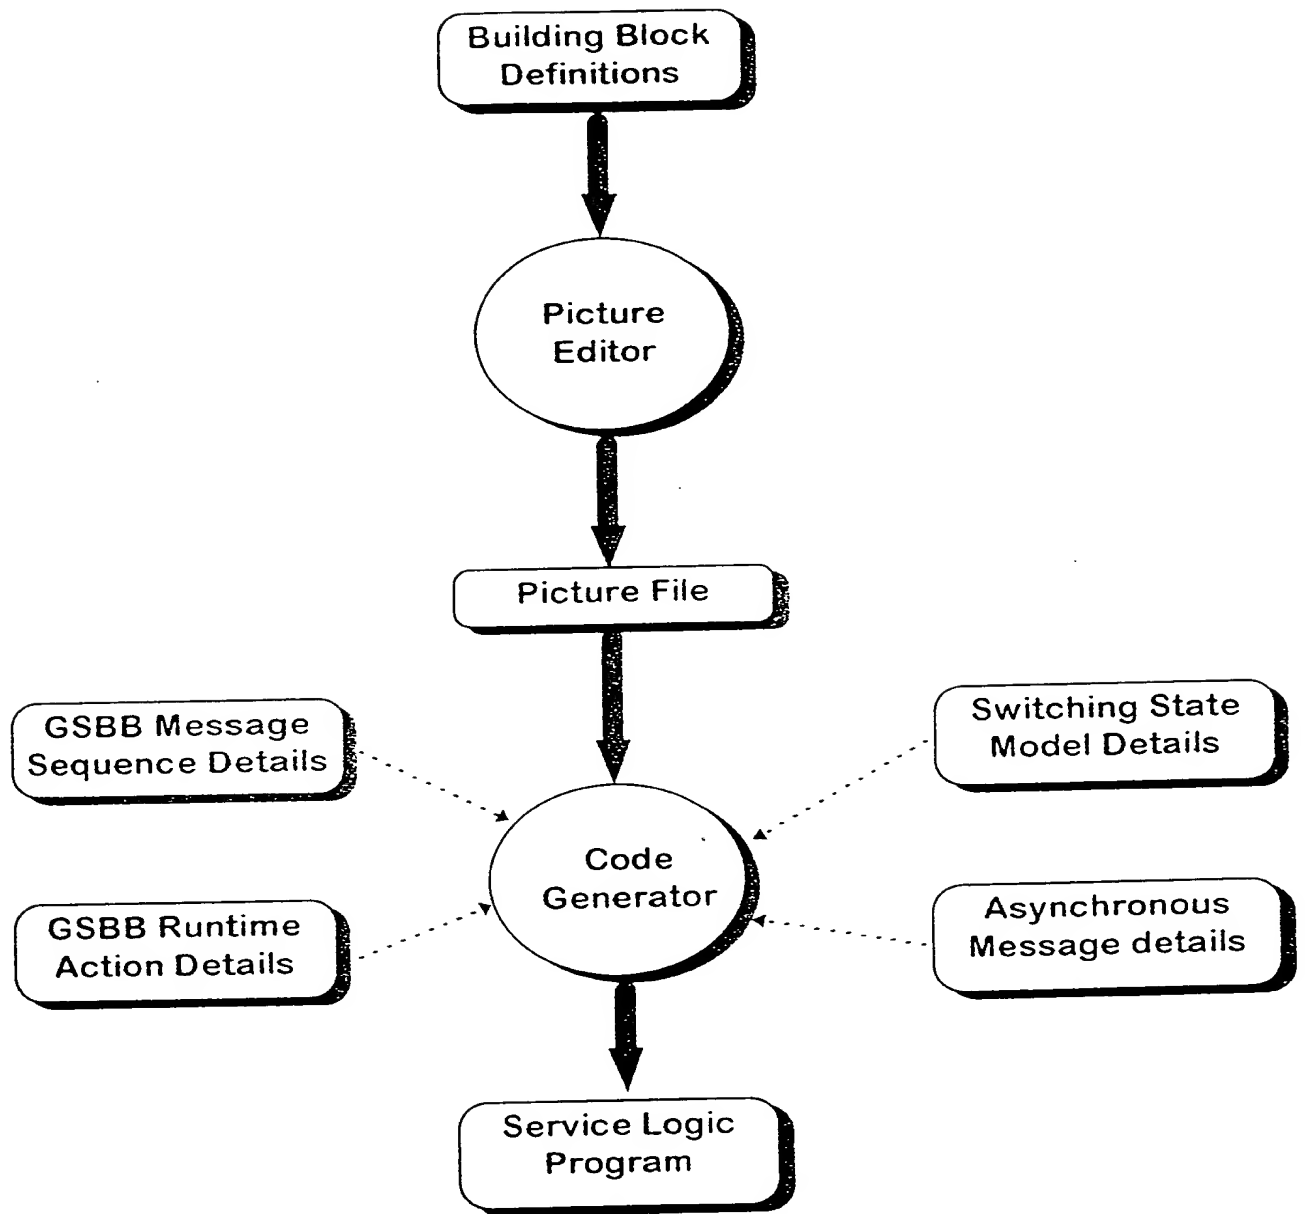 Building Block
Definitions
Picture
Editor
Picture File
GSBB Message
Sequence Details
Switching State
Model Details
Code
Generator
GSBB Runtime
Action Details
Asynchronous
Message details
Service Logic
Program